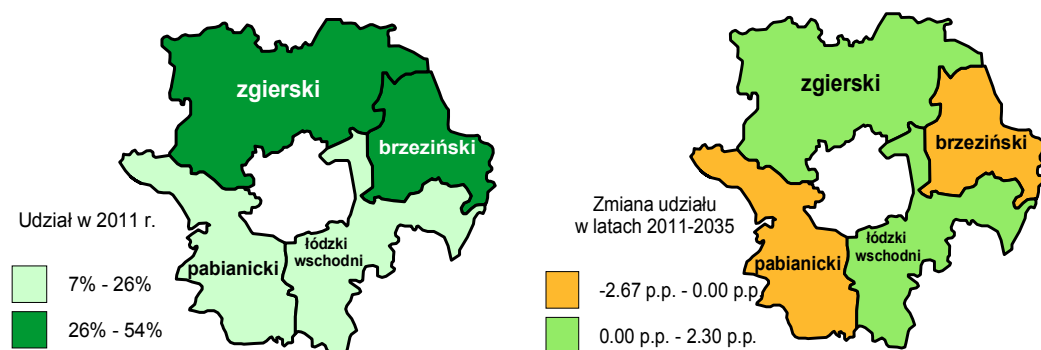 zgierski
brzeziński
Udział w 2011 r.
łódzki
wschodni
pabianicki
7% - 26%
26% - 54%
zgierski
brzeziński
Zmiana udziału
w latach 2011-2035
łódzki
wschodni
pabianicki
-2.67 p.p. - 0.00 p.p.
0.00 p.p. - 2.30 p.p.